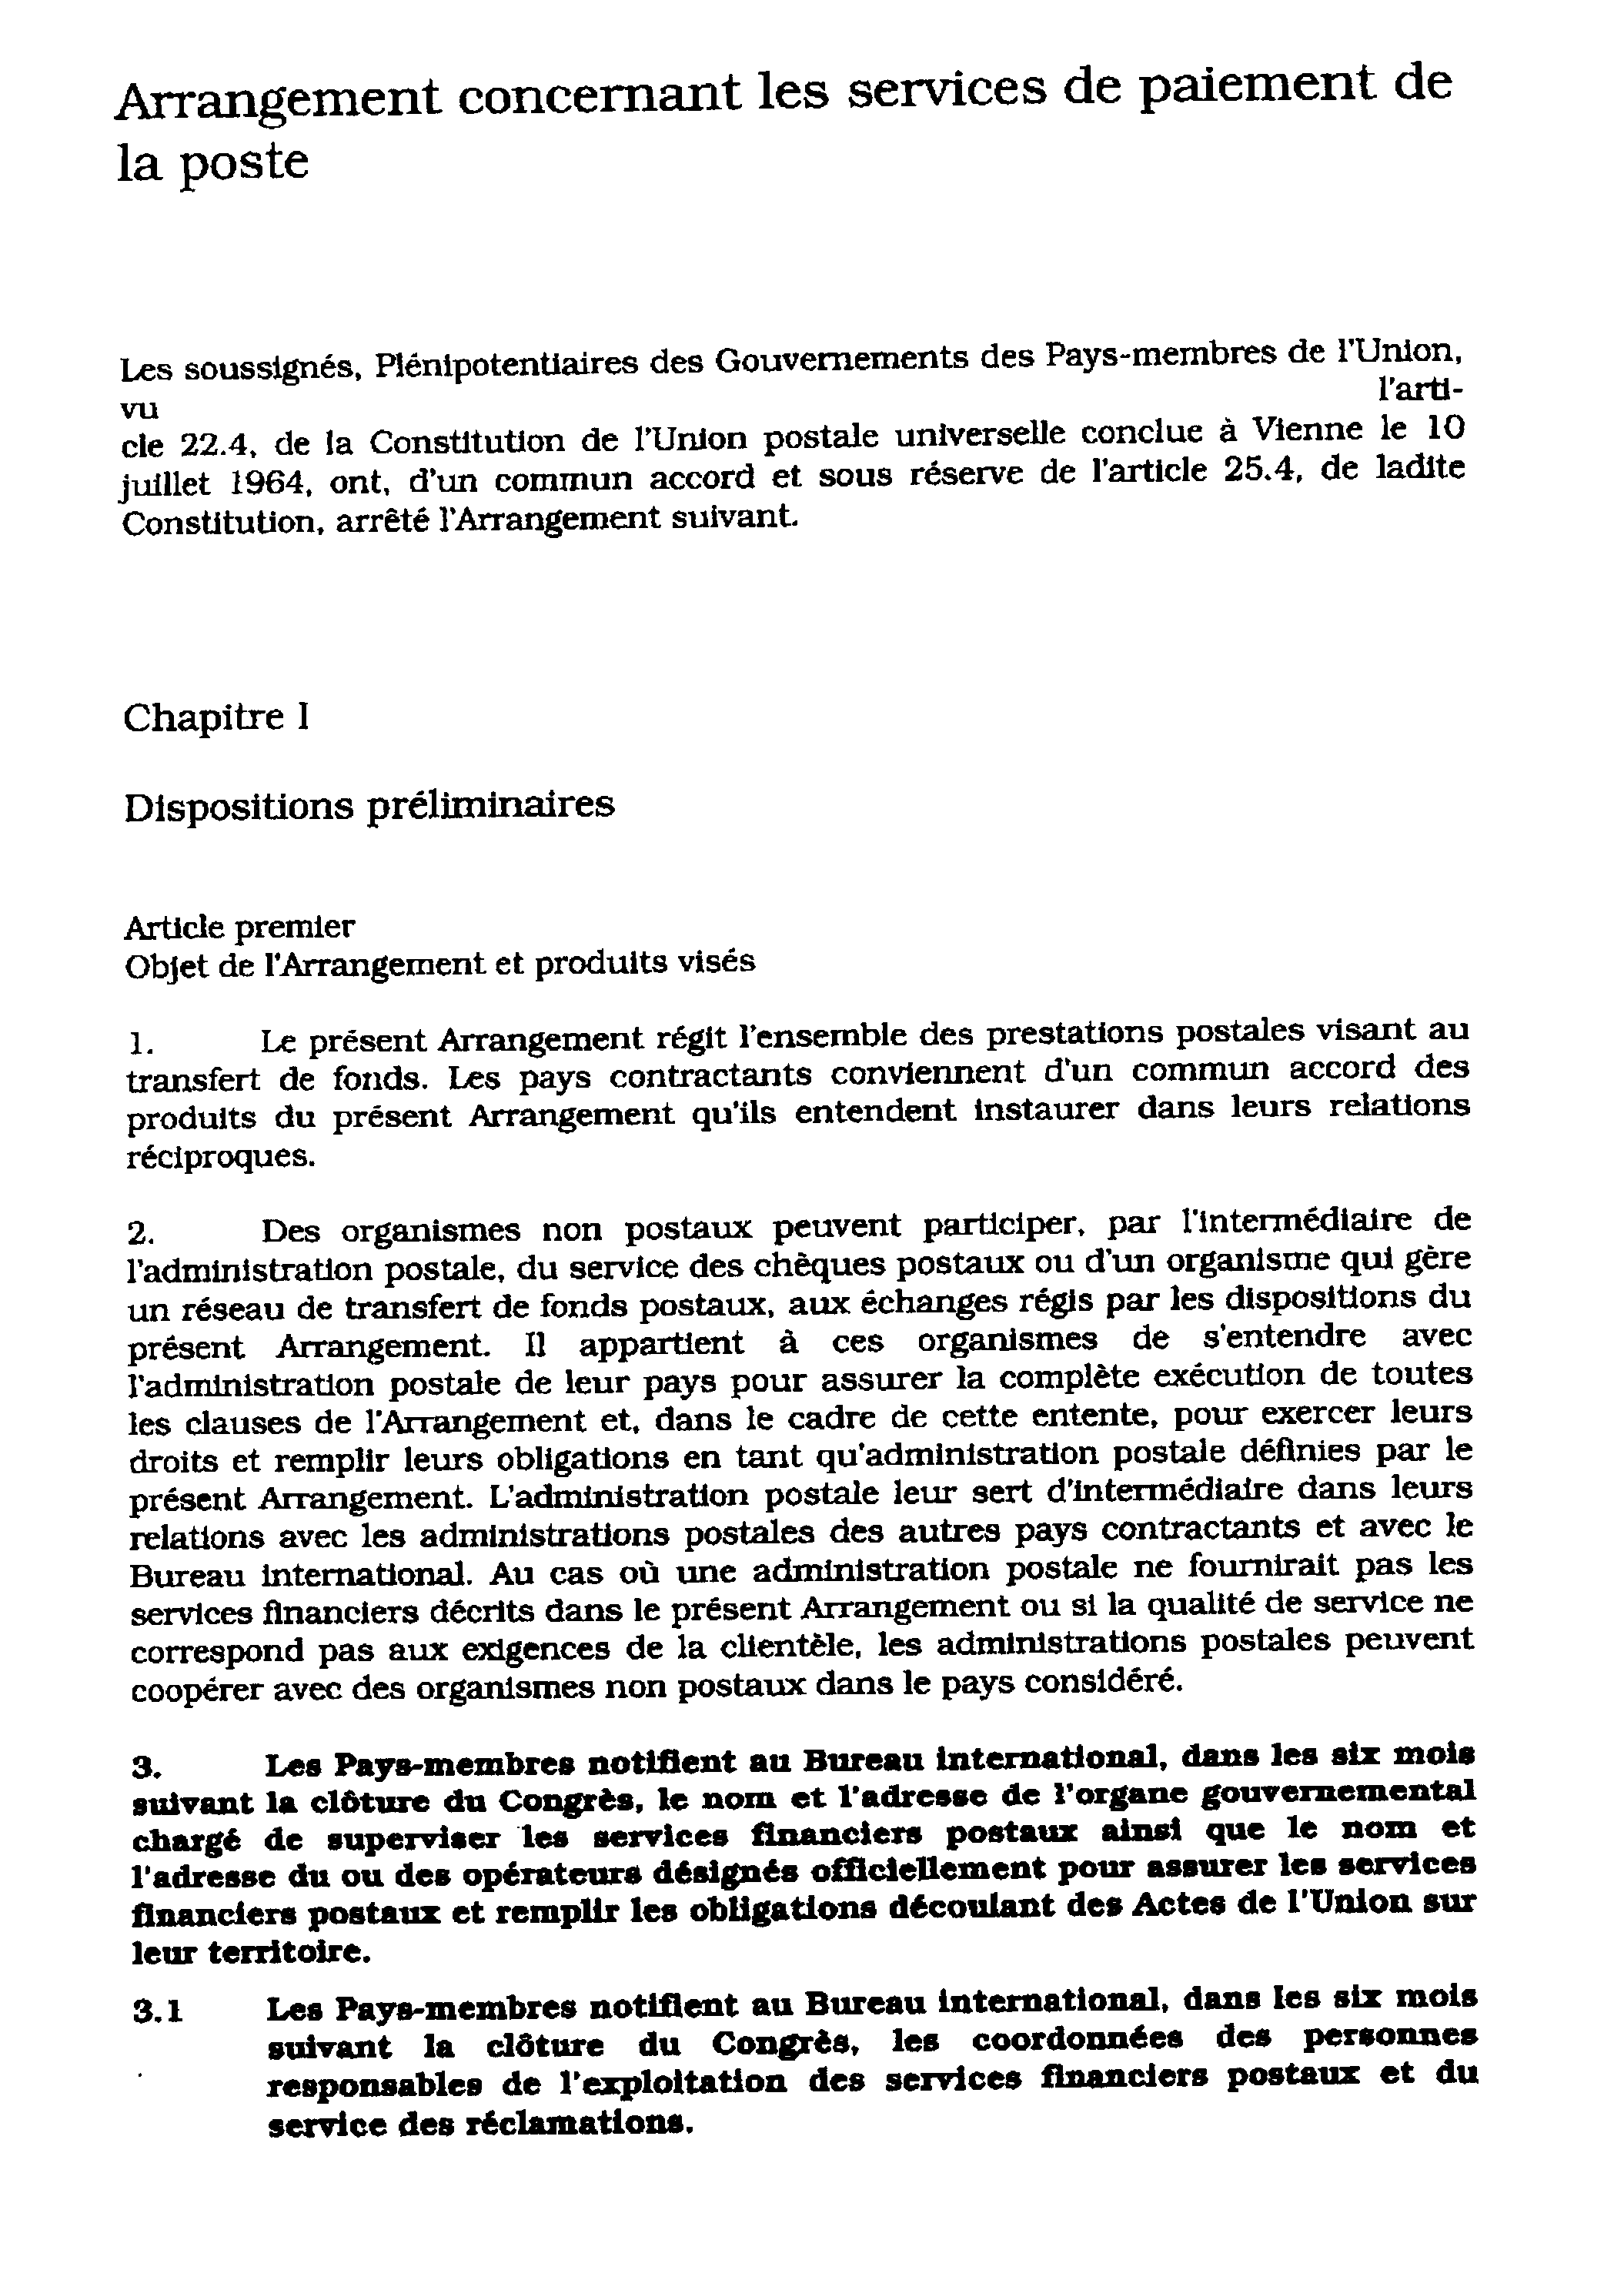 Arrangement concernant les services de paiement de
la poste
Les soussignés, Plénipotentiaires des Gouvernements des Pays-membres de l'Union,
vu l'arti-
cle 22.4, de la Constitution de l'Union postale universelle conclue à Vienne le 10
juillet 1964, ont, d'un commun accord et sous réserve de l'article 25.4, de ladite
Constitution, arrêté l'Arrangement suivant.
Chapitre I
Dispositions préliminaires
Article premier
Objet de l'Arrangement et produits visés
1. Le présent Arrangement régit l'ensemble des prestations postales visant au
transfert de fonds. Les pays contractants conviennent d'un commun accord des
produits du présent Arrangement qu'ils entendent instaurer dans leurs relations
réciproques.
2. Des organismes non postaux peuvent participer, par l'intermédiaire de
l'administration postale, du service des chèques postaux ou d'un organisme qui gère
un réseau de transfert de fonds postaux, aux échanges régis par les dispositions du
présent Arrangement. Il appartient à ces organismes de s'entendre avec
l'administration postale de leur pays pour assurer la complète exécution de toutes
les clauses de l'Arrangement et, dans le cadre de cette entente, pour exercer leurs
droits et remplir leurs obligations en tant qu'administration postale définies par le
présent Arrangement. L'administration postale leur sert d'intermédiaire dans leurs
relations avec les administrations postales des autres pays contractants et avec le
Bureau international. Au cas où une administration postale ne fournirait pas les
services financiers décrits dans le présent Arrangement ou si la qualité de service ne
correspond pas aux exigences de la clientèle, les administrations postales peuvent
coopérer avec des organismes non postaux dans le pays considéré.
3. Les Pays-membres notifient au Bureau international, dans les six mois
suivant la clôture du Congrès, le nom et l'adresse de l'organe gouvernemental
chargé de superviser les services financiers postaux ainsi que le nom et
l'adresse du ou des opérateurs désignés officiellement pour assurer les services
financiers postaux et remplir les obligations découlant des Actes de l'Union sur
leur territoire.
3.1 Les Pays-membres notifient au Bureau international, dans les six mois
suivant la clôture du Congrès, les coordonnées des personnes
responsables de l'exploitation des services financiers postaux et du
service des réclamations.